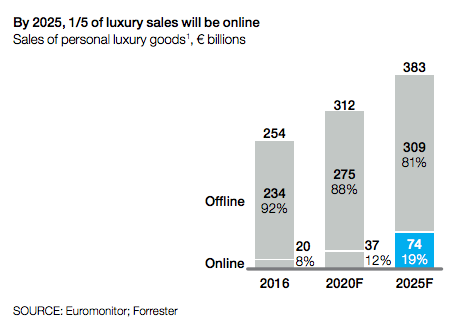 By 2025, 1/5 of luxury sales will be online
Sales of personal luxury goods¹, € billions
383
312
254
309
81%
275
88%
234
92%
Offline
74
19%
37
12%
20
8%
Online
2016 2020F 2025F
SOURCE: Euromonitor; Forrester